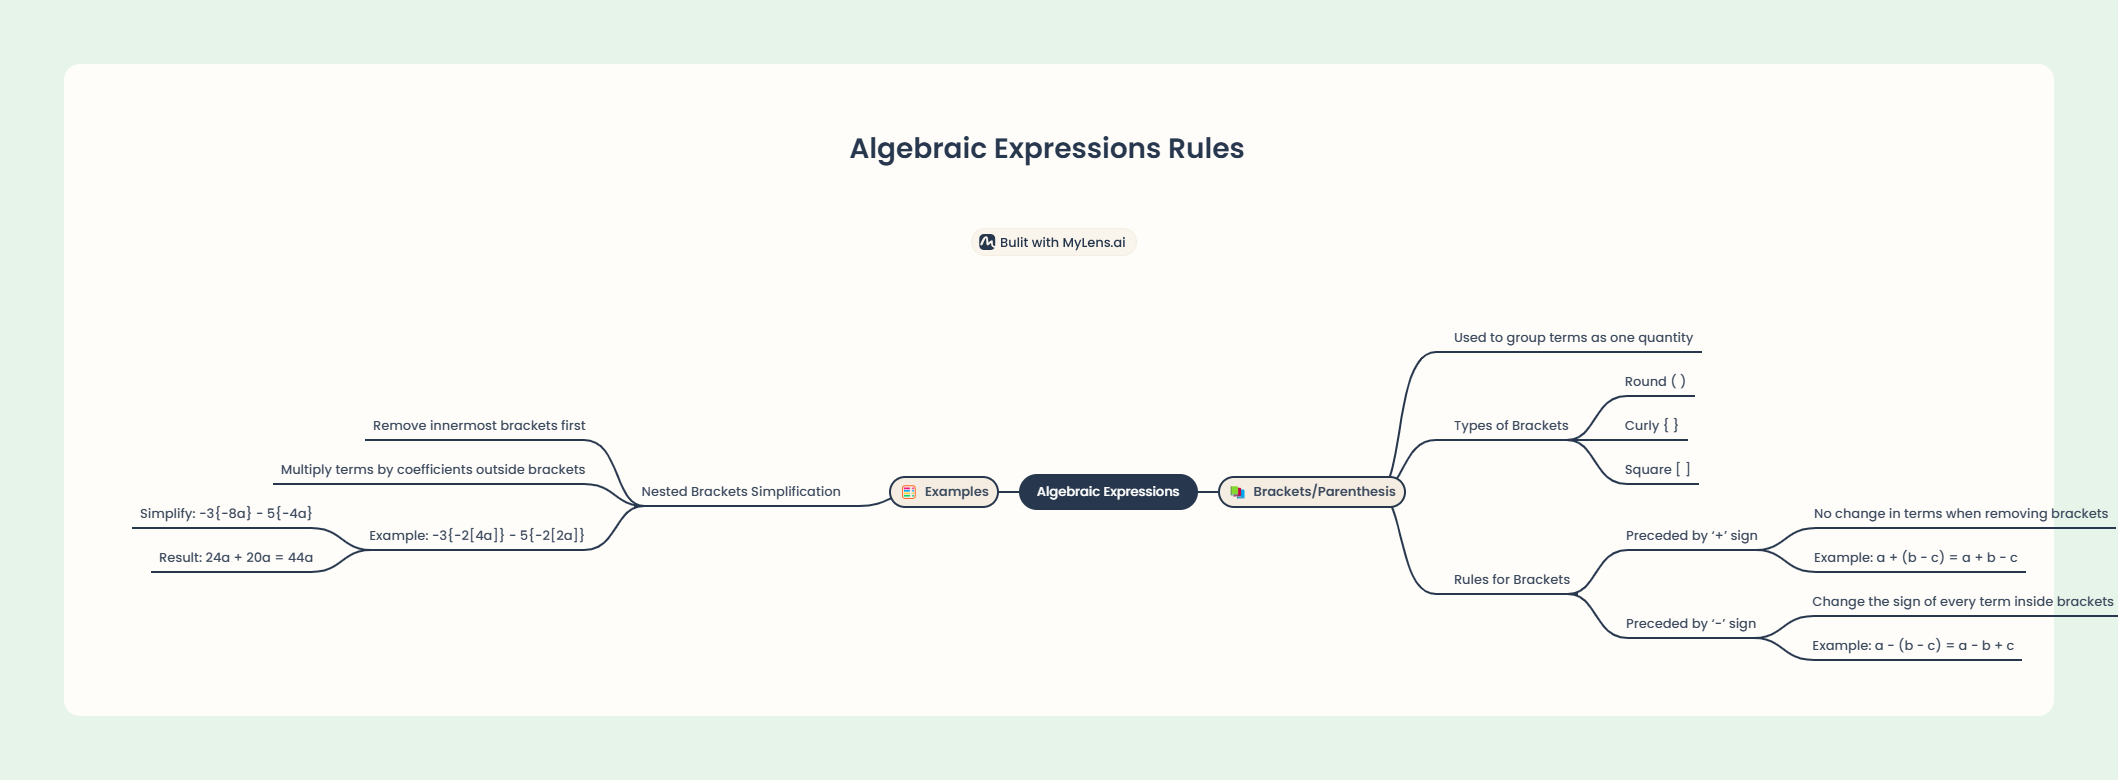 Algebraic Expressions Rules
Bulit with MyLens.ai
Remove innermost brackets first
Multiply terms by coefficients outside brackets
Simplify: -3{-8a} - 5{-4a}
Result: 24a + 20a = 44a
Example: -3{-2[4a]} - 5{-2[2a]}
Nested Brackets Simplification
Examples
Algebraic Expressions
Brackets/Parenthesis
Used to group terms as one quantity
Types of Brackets
Round ( )
Curly { }
Square [ ]
Rules for Brackets
Preceded by ‘+’ sign
No change in terms when removing brackets
Example: a + (b - c) = a + b - c
Preceded by ‘-’ sign
Change the sign of every term inside brackets
Example: a - (b - c) = a - b + c